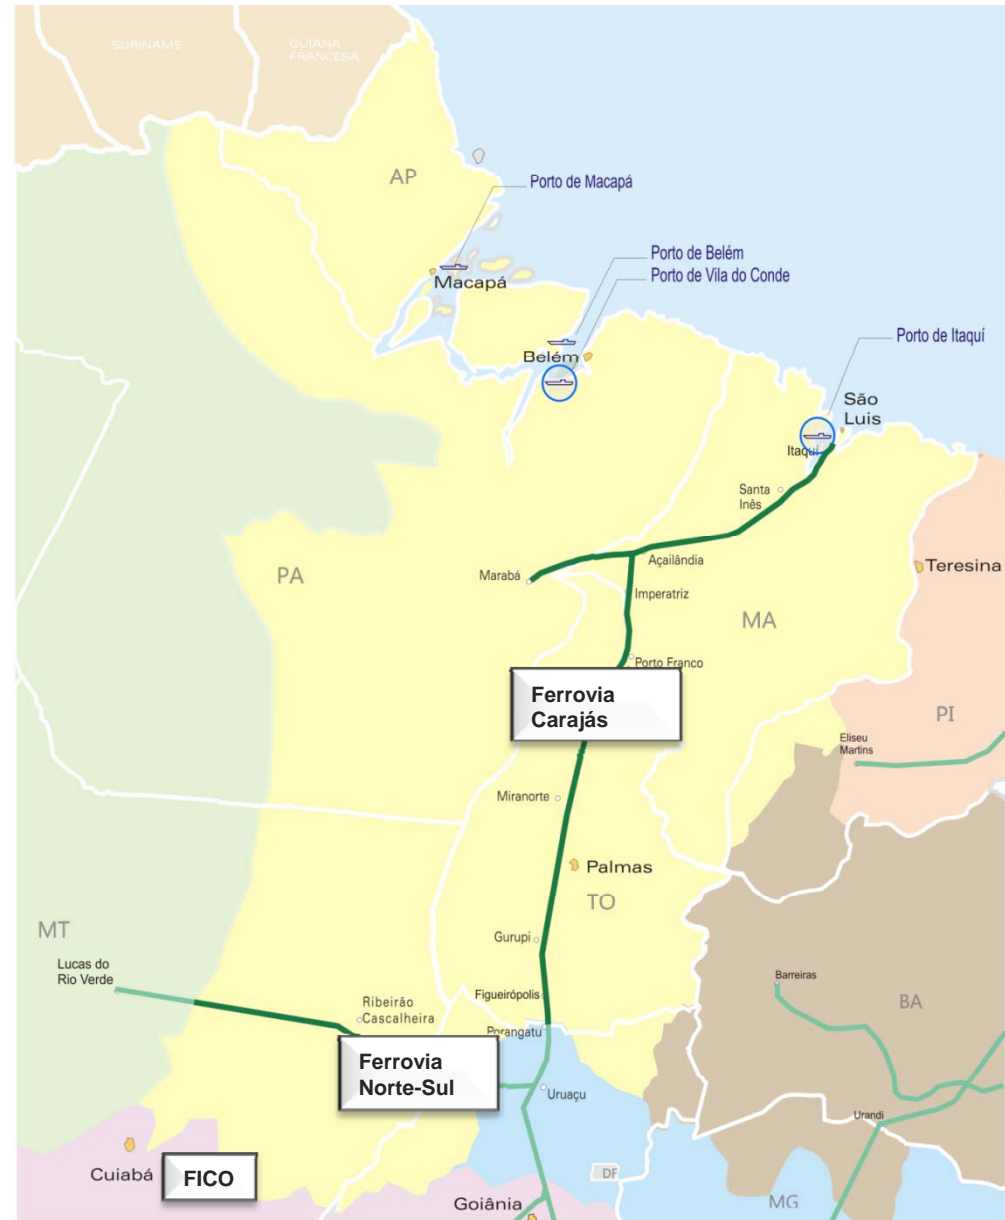 SURINAME
GUIANA
FRANCESA
AP
Porto de Macapá
Macapá
Porto de Belém
Porto de Vila do Conde
Belém
Porto de Itaquí
São
Luis
Itaquí
Santa
Inês
Açailândia
Marabá
PA
Teresina
Imperatriz
MA
Porto Franco
Ferrovia
Carajás
PI
Eliseu
Martins
Miranorte
Palmas
TO
MT
Gurupi
Lucas do
Rio Verde
Barreiras
Figueirópolis
Ribeirão
Cascalheira
BA
Porangatu
Ferrovia
Norte-Sul
Uruaçu
Urandi
Cuiabá
FICO
DF
MG
Goiânia